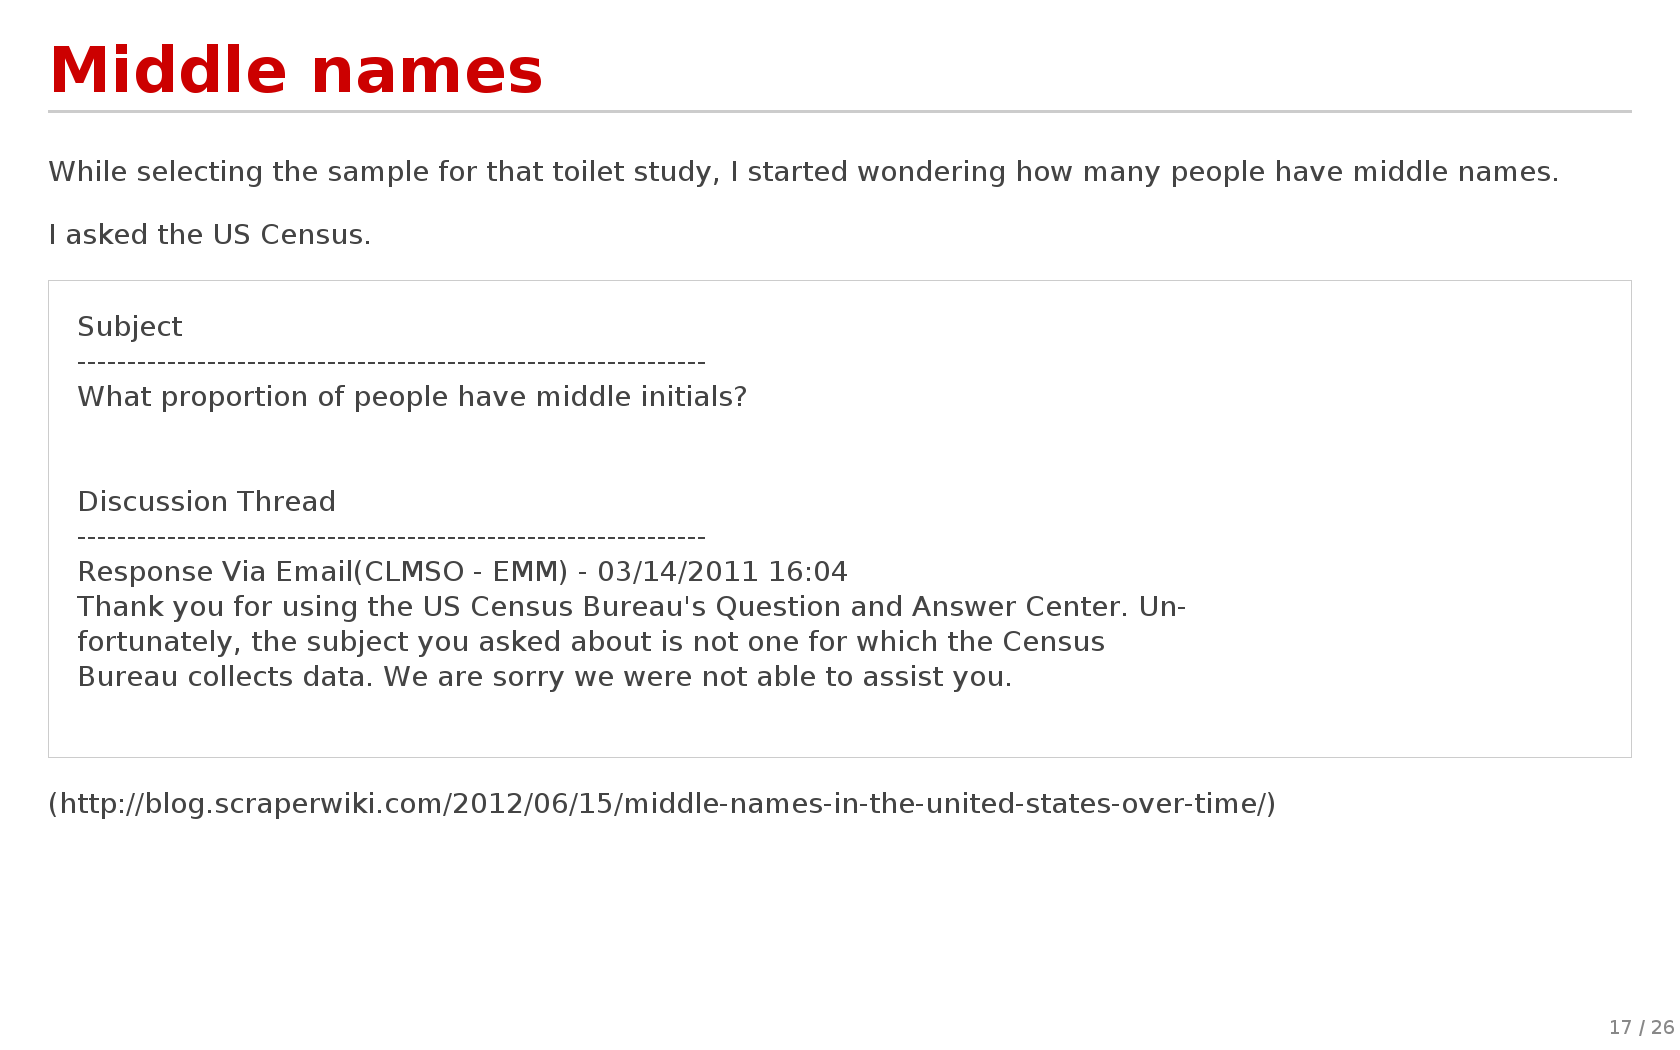 Middle names
While selecting the sample for that toilet study, I started wondering how many people have middle names.
I asked the US Census.
Subject
---------------------------------------------------------------
What proportion of people have middle initials?
Discussion Thread
---------------------------------------------------------------
Response Via Email(CLMSO - EMM) - 03/14/2011 16:04
Thank you for using the US Census Bureau's Question and Answer Center. Un-
fortunately, the subject you asked about is not one for which the Census
Bureau collects data. We are sorry we were not able to assist you.
(http://blog.scraperwiki.com/2012/06/15/middle-names-in-the-united-states-over-time/)
17 / 26